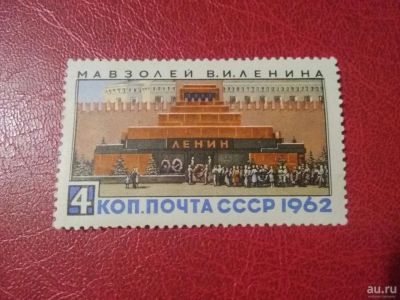 МАВЗОЛЕЙ В.И.ЛЕНИНА
ЛЕНИН
4 КОП. ПОЧТА СССР 1962
au.ru